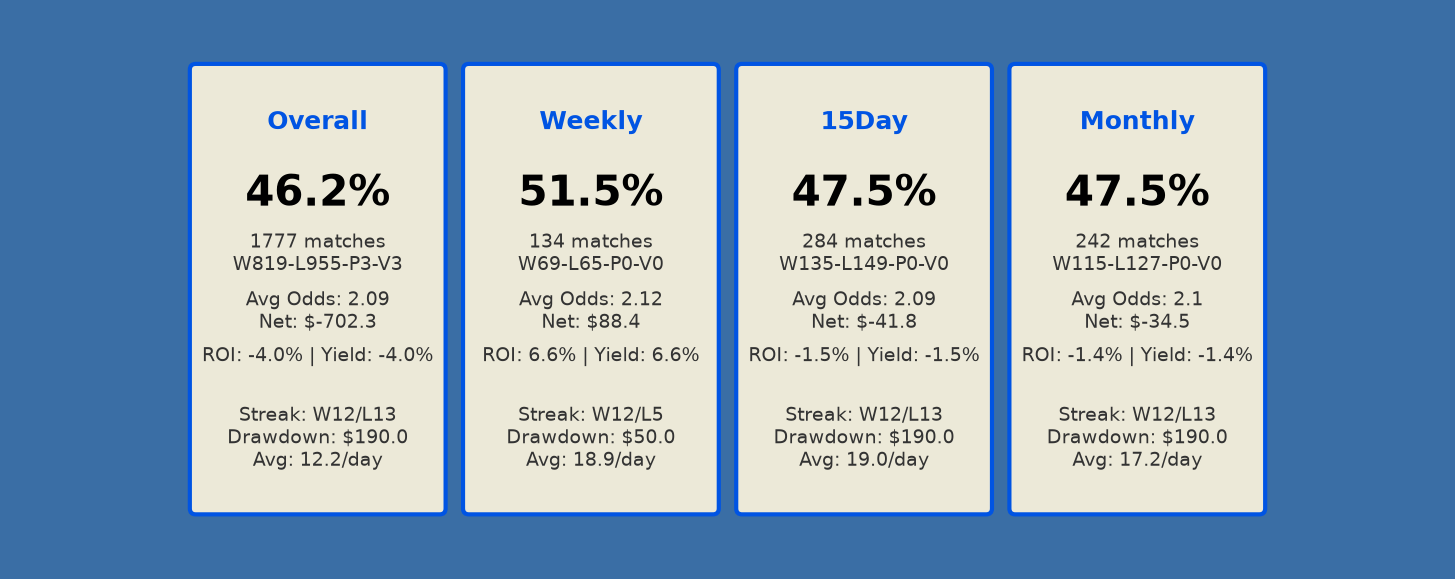 Overall
46.2%
1777 matches
W819-L955-P3-V3
Avg Odds: 2.09
Net: $-702.3
ROI: -4.0% | Yield: -4.0%
Streak: W12/L13
Drawdown: $190.0
Avg: 12.2/day
Weekly
51.5%
134 matches
W69-L65-P0-V0
Avg Odds: 2.12
Net: $88.4
ROI: 6.6% | Yield: 6.6%
Streak: W12/L5
Drawdown: $50.0
Avg: 18.9/day
15Day
47.5%
284 matches
W135-L149-P0-V0
Avg Odds: 2.09
Net: $-41.8
ROI: -1.5% | Yield: -1.5%
Streak: W12/L13
Drawdown: $190.0
Avg: 19.0/day
Monthly
47.5%
242 matches
W115-L127-P0-V0
Avg Odds: 2.1
Net: $-34.5
ROI: -1.4% | Yield: -1.4%
Streak: W12/L13
Drawdown: $190.0
Avg: 17.2/day